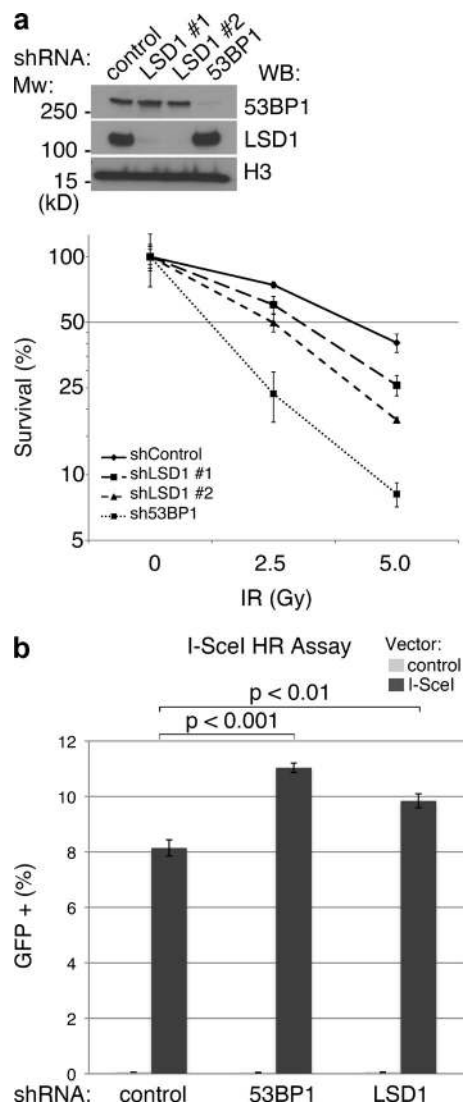 a
shRNA: control LSD1 #1 LSD1 #2 53BP1
Mw: WB:
250 - 53BP1
100 - LSD1
15 - H3
(kD)
100
50
25
10
5
Survival (%)
shControl
shLSD1 #1
shLSD1 #2
sh53BP1
0 2.5 5.0
IR (Gy)
b I-SceI HR Assay
Vector:
control
I-SceI
p < 0.01
p < 0.001
12
10
8
6
4
2
0
GFP + (%)
shRNA: control 53BP1 LSD1